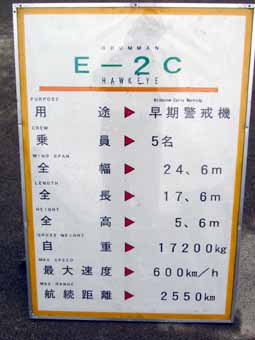 GRUMMAN
E-2C
HAWKEYE
PURPOSE
Airborne Early Warning
用途 ▶ 早期警戒機
CREW
乗員 ▶ 5名
WING SPAN
全幅 ▶ 24、6m
LENGTH
全長 ▶ 17、6m
HEIGHT
全高 ▶ 5、6m
GROSS WEIGHT
自重 ▶ 17200kg
MAX SPEED
最大速度 ▶ 600km/h
MAX RANGE
航続距離 ▶ 2550km